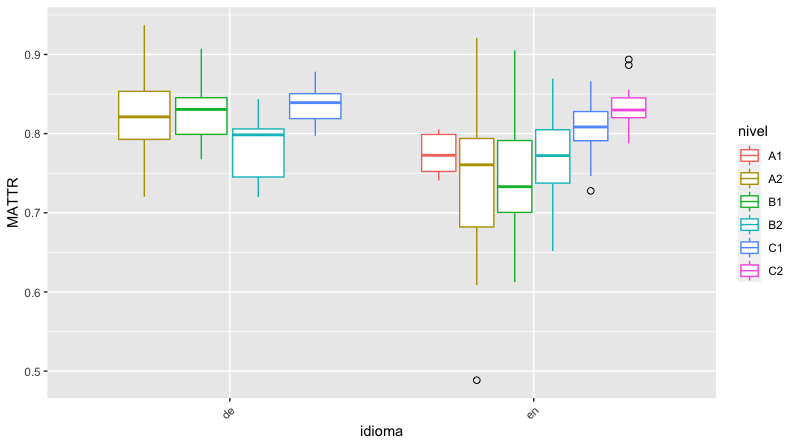 MATTR
0.9
0.8
0.7
0.6
0.5
de
en
idioma
nivel
A1
A2
B1
B2
C1
C2